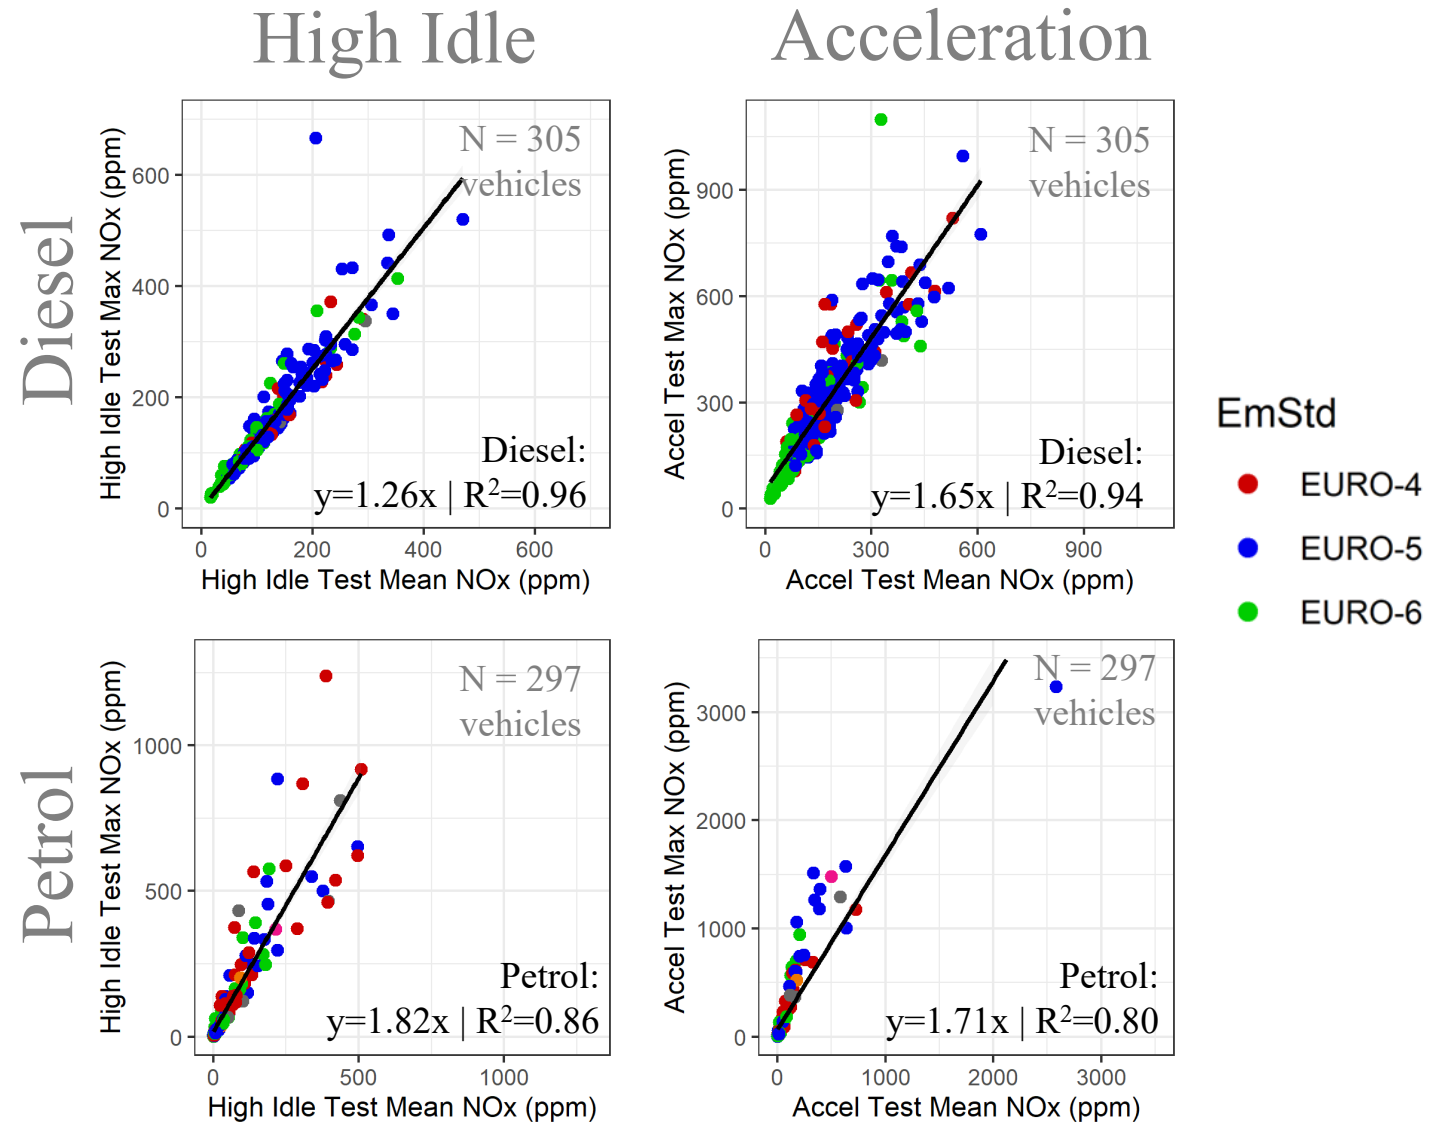 High Idle
Acceleration
Diesel
High Idle Test Max NOx (ppm)
600
400
200
0
N = 305
vehicles
Diesel:
y=1.26x | R²=0.96
0 200 400 600
High Idle Test Mean NOx (ppm)
Accel Test Max NOx (ppm)
900
600
300
0
N = 305
vehicles
Diesel:
y=1.65x | R²=0.94
0 300 600 900
Accel Test Mean NOx (ppm)
EmStd
EURO-4
EURO-5
EURO-6
Petrol
High Idle Test Max NOx (ppm)
1000
500
0
N = 297
vehicles
Petrol:
y=1.82x | R²=0.86
0 500 1000
High Idle Test Mean NOx (ppm)
Accel Test Max NOx (ppm)
3000
2000
1000
0
N = 297
vehicles
Petrol:
y=1.71x | R²=0.80
0 1000 2000 3000
Accel Test Mean NOx (ppm)